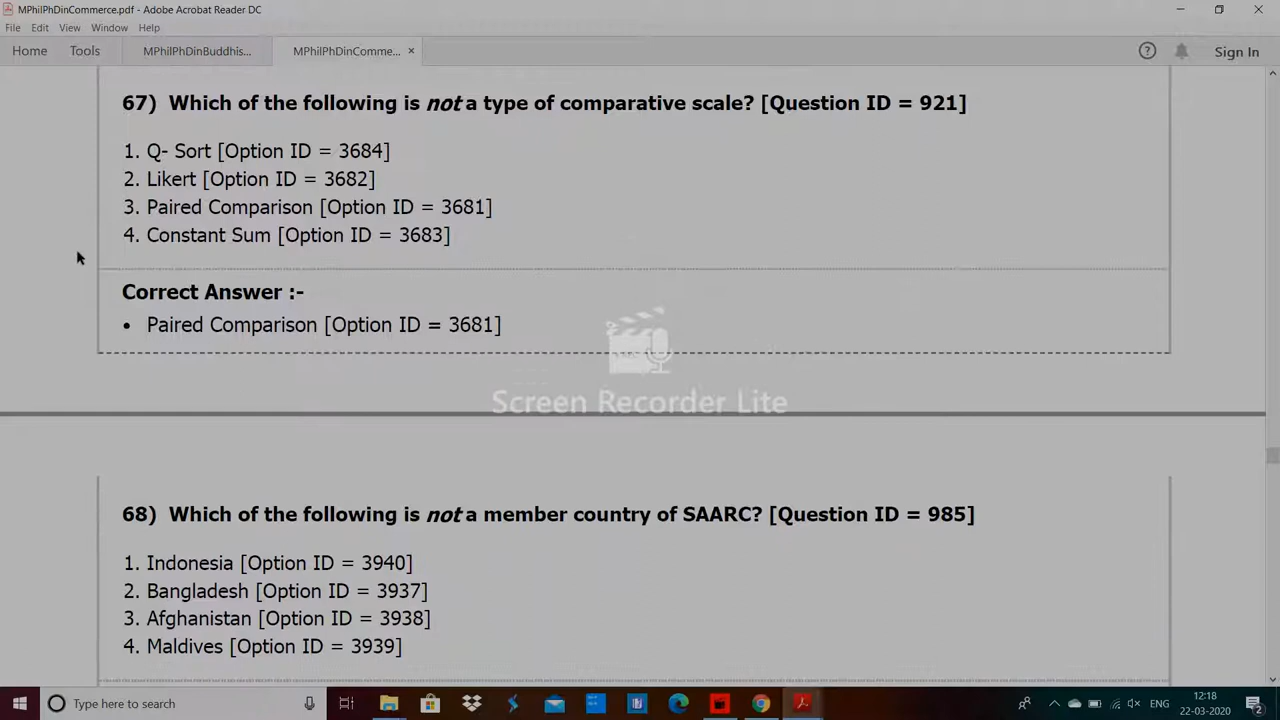 MPhilPhDinCommerce.pdf - Adobe Acrobat Reader DC
File Edit View Window Help
Home Tools MPhilPhDinBuddhis... MPhilPhDinComme... × ? Sign In
67) Which of the following is not a type of comparative scale? [Question ID = 921]
1. Q- Sort [Option ID = 3684]
2. Likert [Option ID = 3682]
3. Paired Comparison [Option ID = 3681]
4. Constant Sum [Option ID = 3683]
Correct Answer :-
• Paired Comparison [Option ID = 3681]
Screen Recorder Lite
68) Which of the following is not a member country of SAARC? [Question ID = 985]
1. Indonesia [Option ID = 3940]
2. Bangladesh [Option ID = 3937]
3. Afghanistan [Option ID = 3938]
4. Maldives [Option ID = 3939]
Type here to search
ENG
12:18
22-03-2020
2